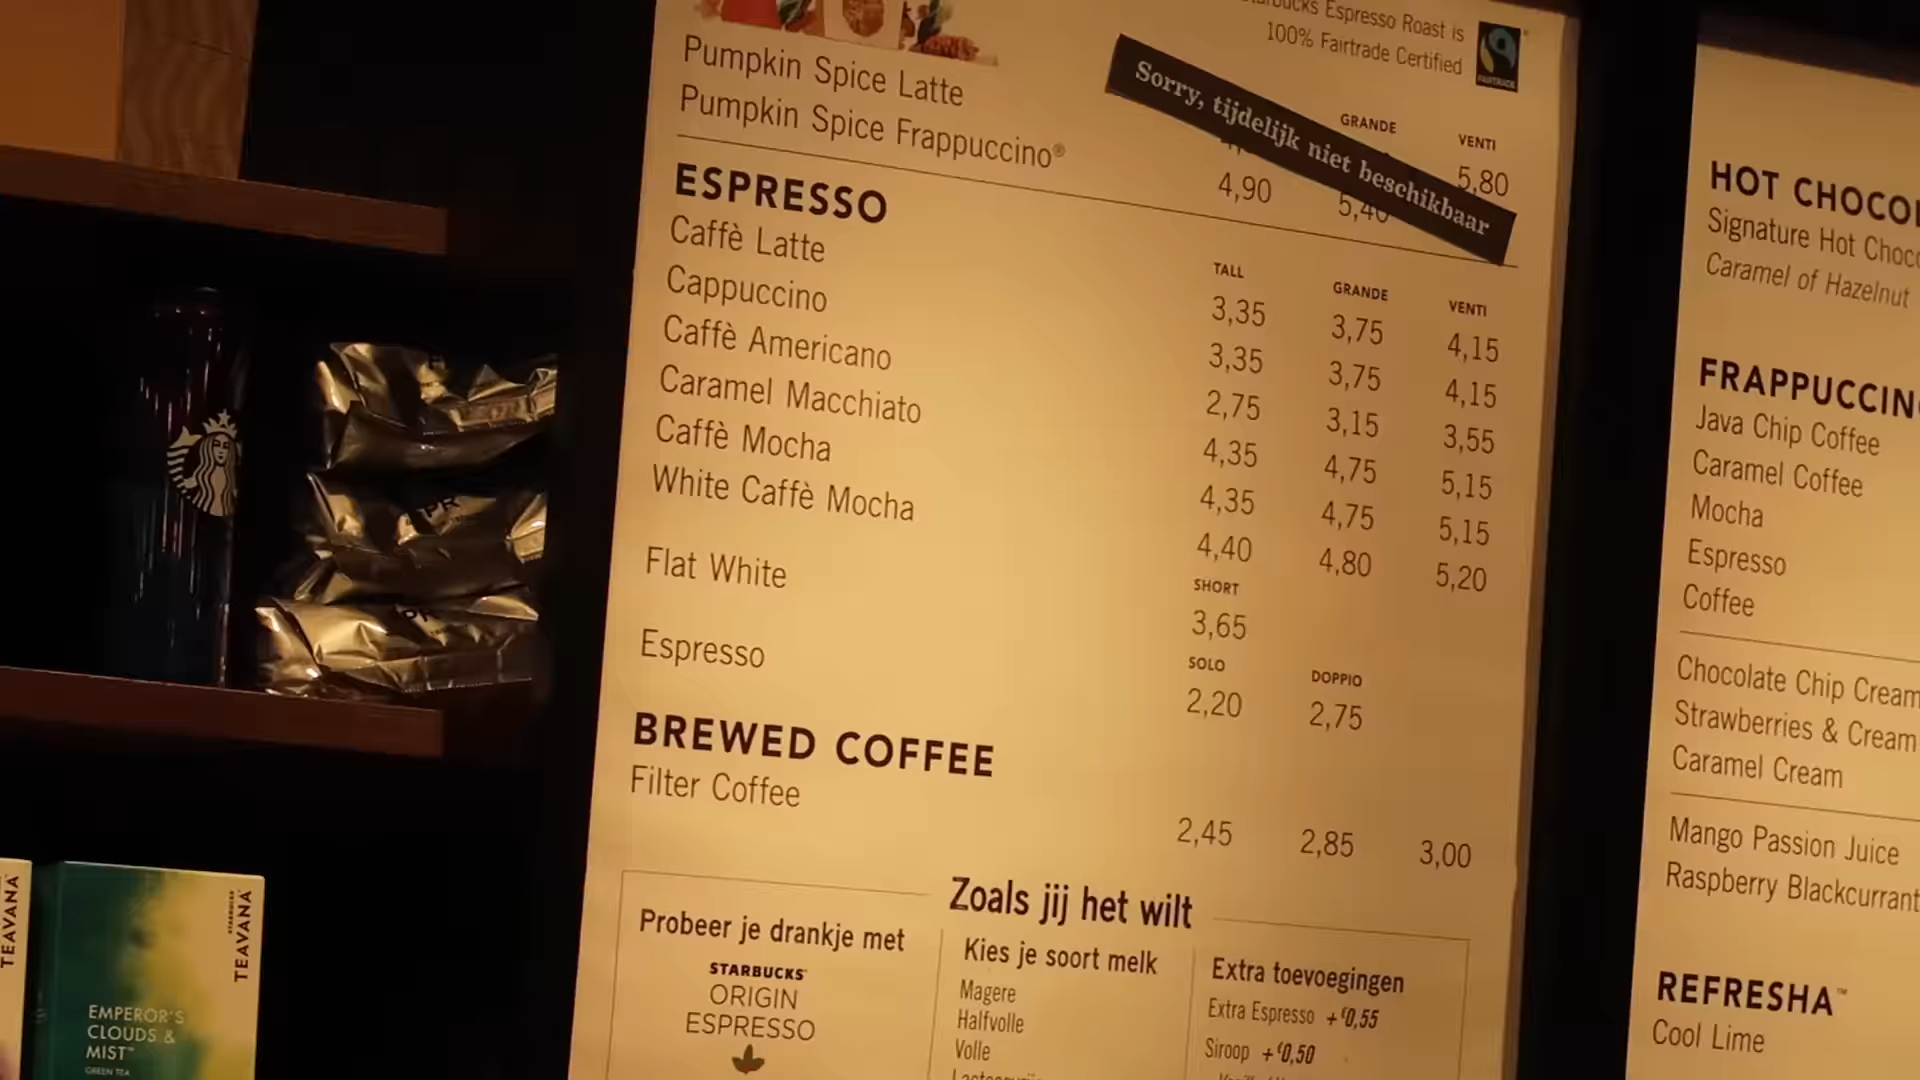 Espresso Roast is
100% Fairtrade Certified
FAIRTRADE
Sorry, tijdelijk niet beschikbaar
GRANDE VENTI
Pumpkin Spice Latte 5,80
Pumpkin Spice Frappuccino® 4,90 5,40
ESPRESSO
TALL GRANDE VENTI
Caffè Latte 3,35 3,75 4,15
Cappuccino 3,35 3,75 4,15
Caffè Americano 2,75 3,15 3,55
Caramel Macchiato 4,35 4,75 5,15
Caffè Mocha 4,35 4,75 5,15
White Caffè Mocha 4,40 4,80 5,20
SHORT
Flat White 3,65
SOLO DOPPIO
Espresso 2,20 2,75
BREWED COFFEE
Filter Coffee 2,45 2,85 3,00
Zoals jij het wilt
Probeer je drankje met
STARBUCKS
ORIGIN
ESPRESSO
Kies je soort melk
Magere
Halfvolle
Volle
Extra toevoegingen
Extra Espresso +€0,55
Siroop +€0,50
HOT
Signature Hot
Caramel of Hazelnut
Java Chip Coffee
Caramel Coffee
Mocha
Espresso
Coffee
Chocolate Chip Cream
Strawberries & Cream
Caramel Cream
Mango Passion Juice
Raspberry Blackcurrant
REFRESHA™
Cool Lime
TEAVANA
STARBUCKS
TEAVANA
EMPEROR'S
CLOUDS &
MIST™
GREEN TEA